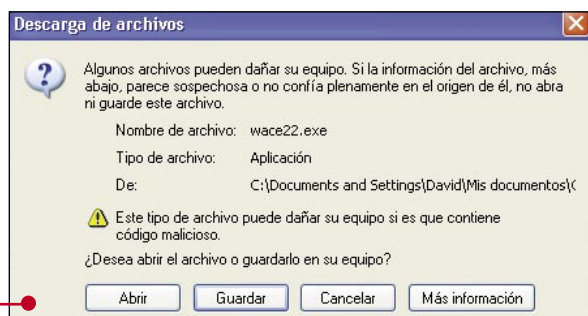 Descarga de archivos
Algunos archivos pueden dañar su equipo. Si la información del archivo, más
abajo, parece sospechosa o no confía plenamente en el origen de él, no abra
ni guarde este archivo.
Nombre de archivo: wace22.exe
Tipo de archivo: Aplicación
De: C:\Documents and Settings\David\Mis documentos\(
Este tipo de archivo puede dañar su equipo si es que contiene
código malicioso.
¿Desea abrir el archivo o guardarlo en su equipo?
Abrir Guardar Cancelar Más información